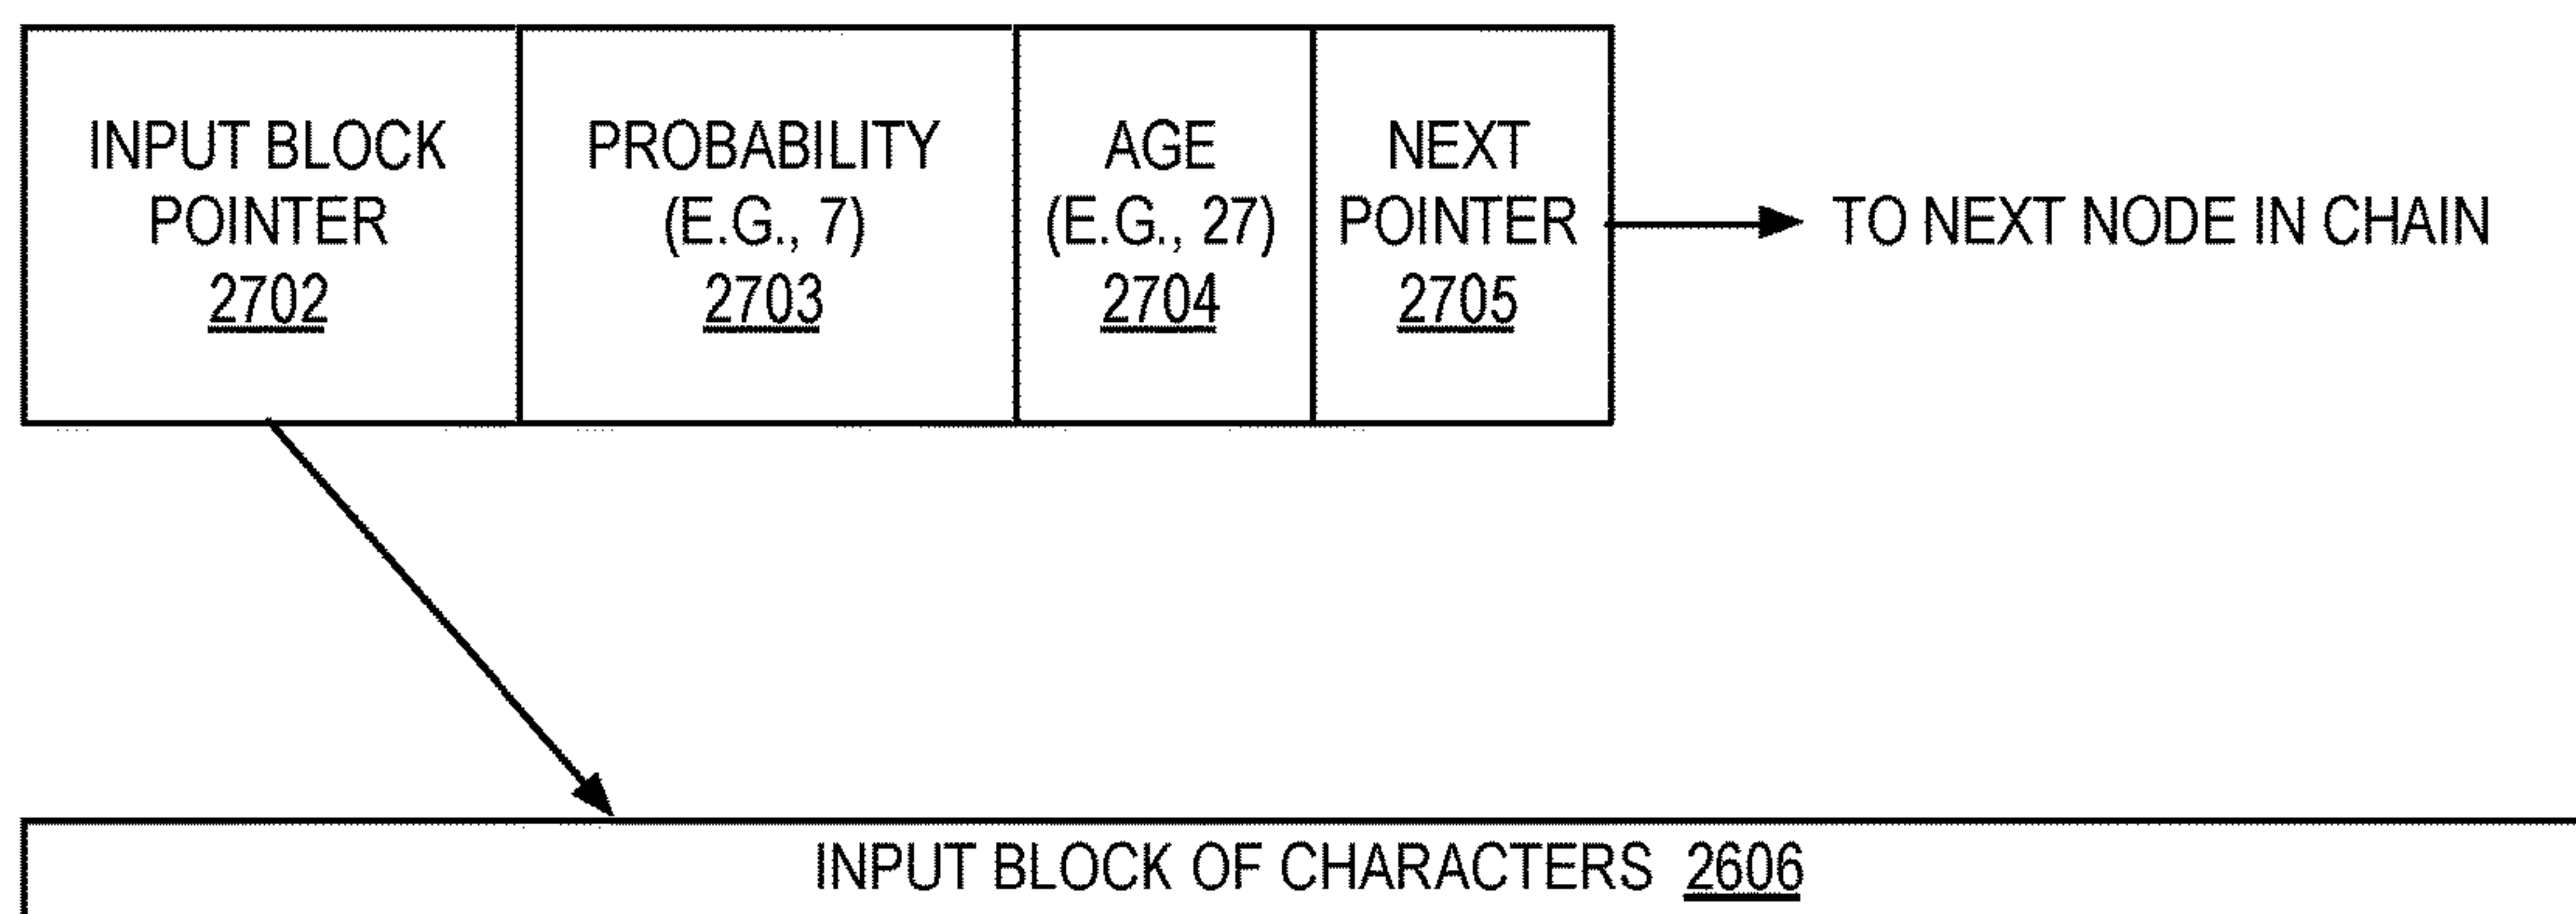 INPUT BLOCK
POINTER
2702
PROBABILITY
(E.G., 7)
2703
AGE
(E.G., 27)
2704
NEXT
POINTER
2705
TO NEXT NODE IN CHAIN
INPUT BLOCK OF CHARACTERS 2606